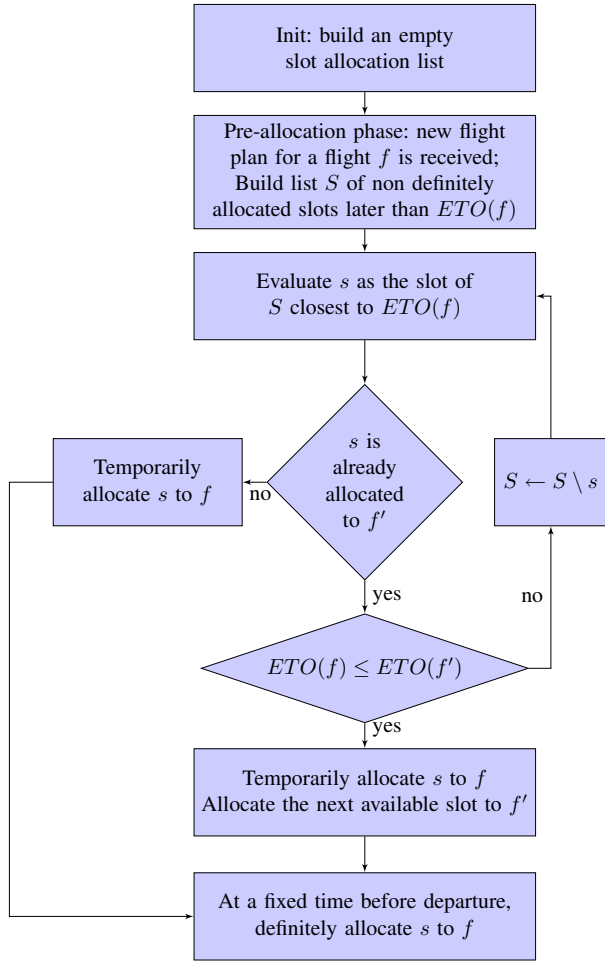 Init: build an empty
slot allocation list
Pre-allocation phase: new flight
plan for a flight f is received;
Build list S of non definitely
allocated slots later than ETO(f)
Evaluate s as the slot of
S closest to ETO(f)
s is
already
allocated
to f'
no
Temporarily
allocate s to f
S ← S \ s
yes
no
ETO(f) ≤ ETO(f')
yes
Temporarily allocate s to f
Allocate the next available slot to f'
At a fixed time before departure,
definitely allocate s to f